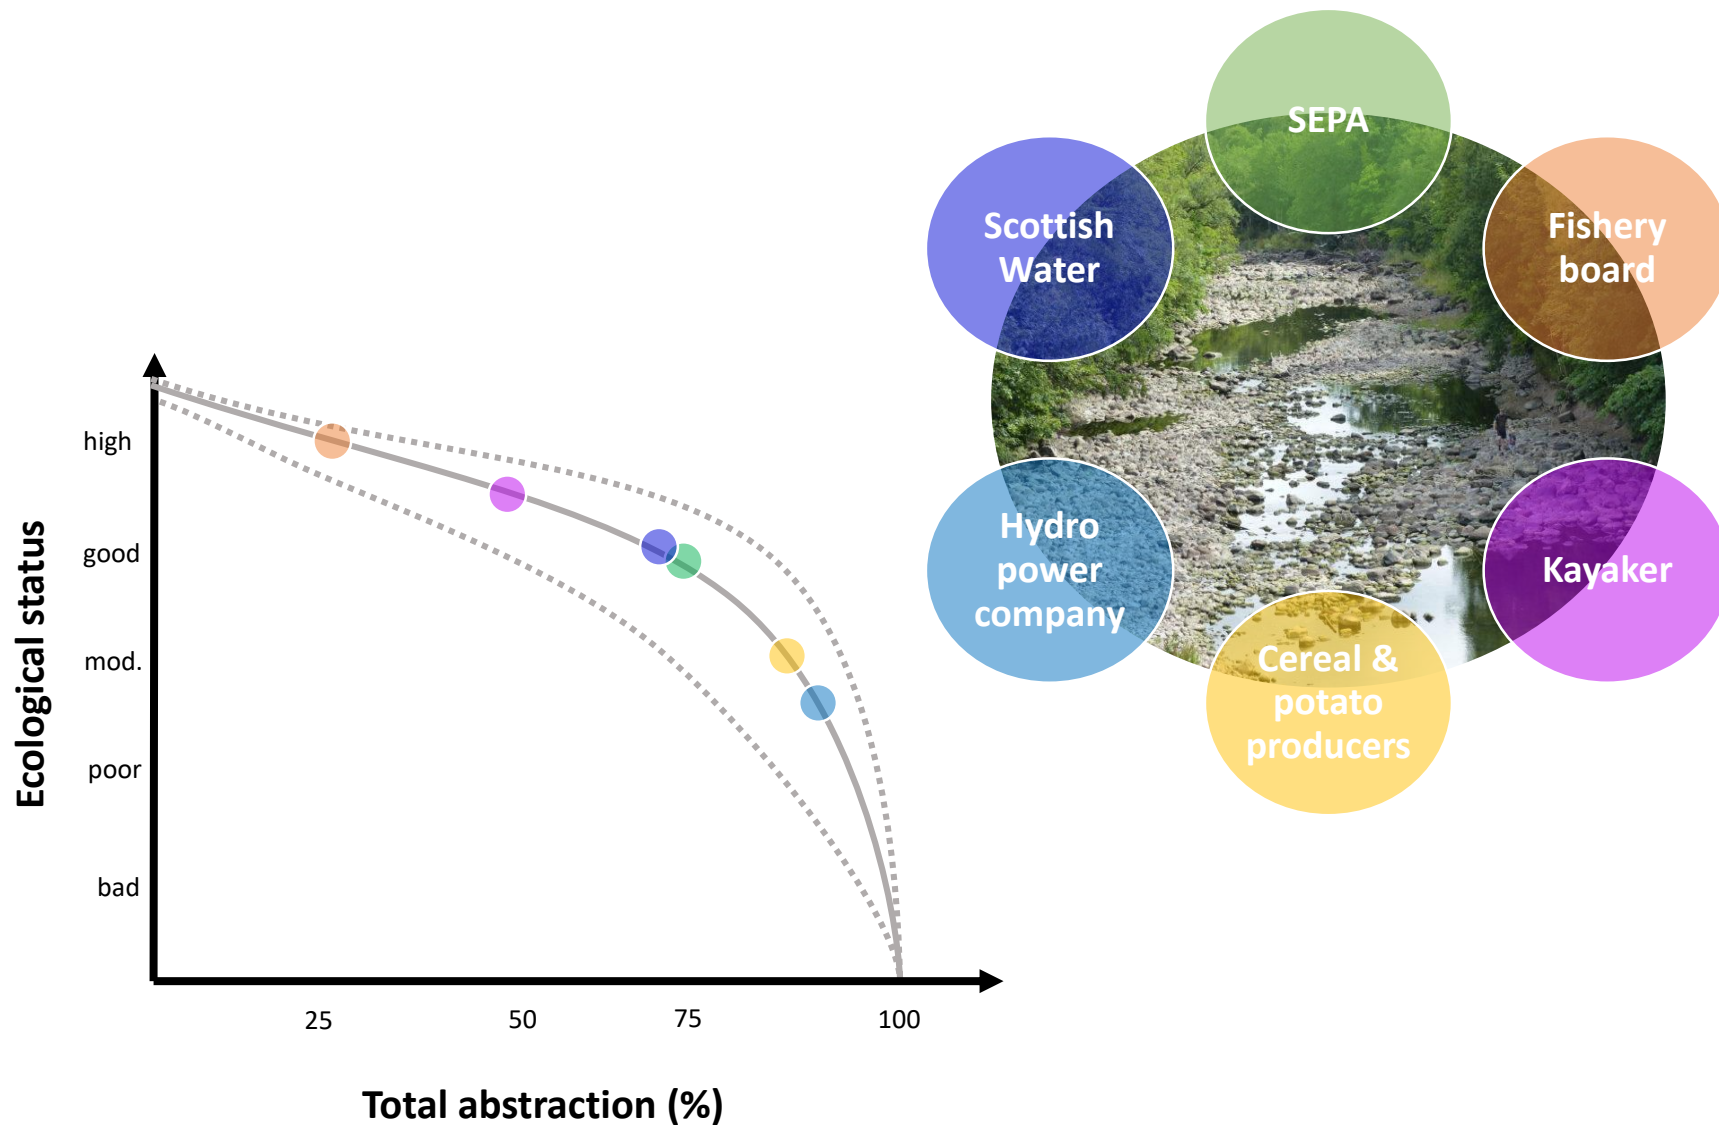 SEPA
Scottish
Water
Fishery
board
Hydro
power
company
Kayaker
Cereal &
potato
producers
Ecological status
high
good
mod.
poor
bad
25
50
75
100
Total abstraction (%)